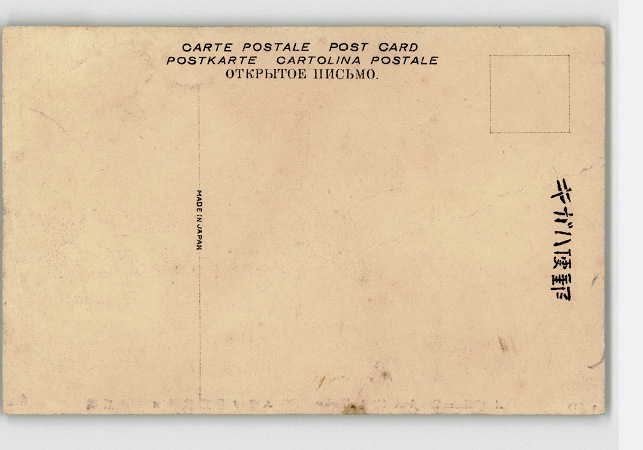 CARTE POSTALE POST CARD
POSTKARTE CARTOLINA POSTALE
ОТКРЫТОЕ ПИСЬМО.
MADE IN JAPAN
キガハ便郵